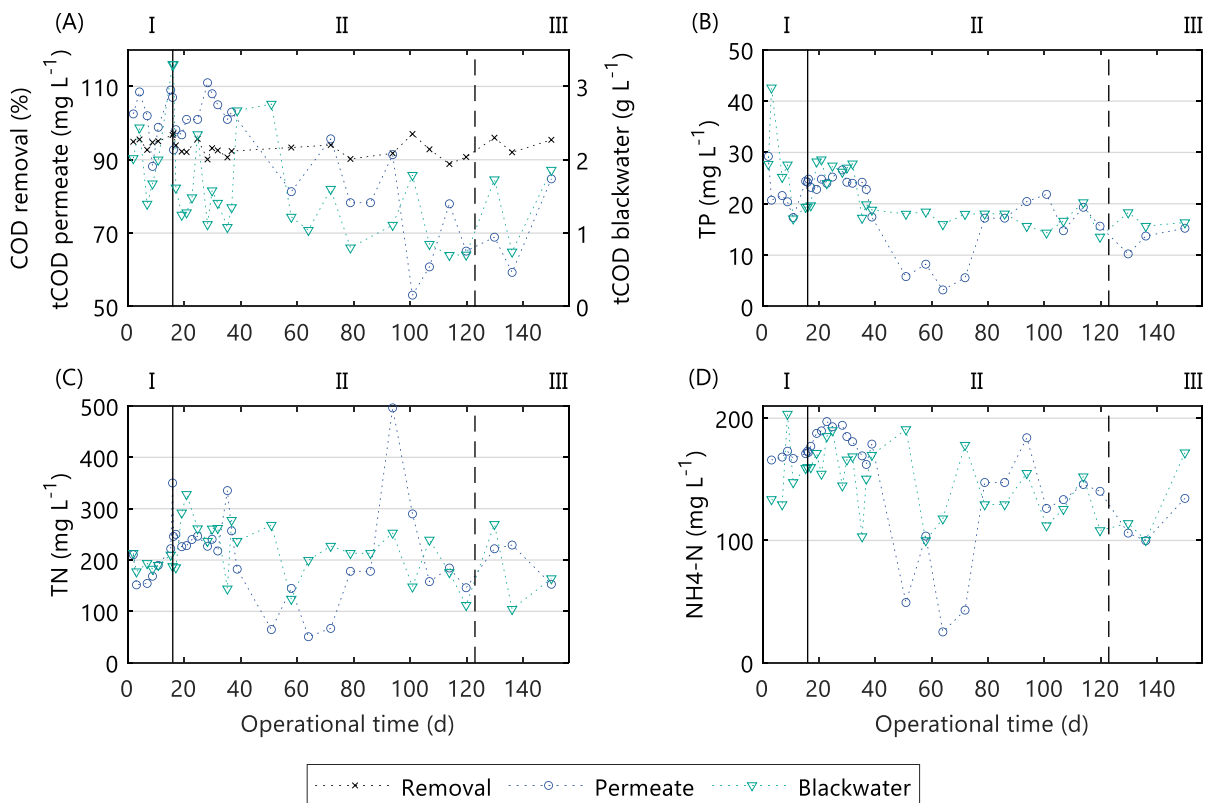 (A) I II III
COD removal (%)
tCOD permeate (mg L⁻¹)
110
90
70
50
3
2
1
0
tCOD blackwater (g L⁻¹)
0 20 40 60 80 100 120 140
(B) I II III
TP (mg L⁻¹)
50
40
30
20
10
0
0 20 40 60 80 100 120 140
(C) I II III
TN (mg L⁻¹)
500
400
300
200
100
0
0 20 40 60 80 100 120 140
Operational time (d)
(D) I II III
NH4-N (mg L⁻¹)
200
100
0
0 20 40 60 80 100 120 140
Operational time (d)
Removal Permeate Blackwater